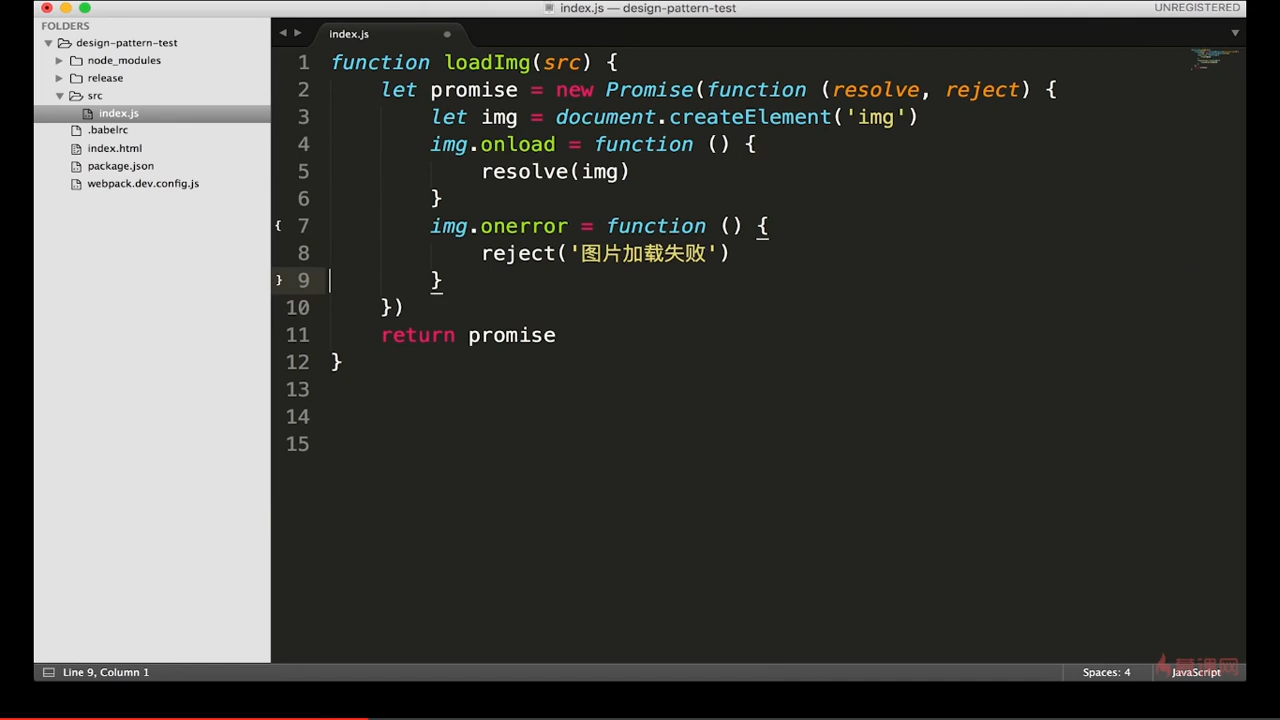 index.js — design-pattern-test
UNREGISTERED
FOLDERS
design-pattern-test
node_modules
release
src
index.js
.babelrc
index.html
package.json
webpack.dev.config.js
index.js
1 function loadImg(src) {
2     let promise = new Promise(function (resolve, reject) {
3         let img = document.createElement('img')
4         img.onload = function () {
5             resolve(img)
6         }
{ 7         img.onerror = function () {
8             reject('图片加载失败')
} 9         }
10     })
11     return promise
12 }
13
14
15
Line 9, Column 1
Spaces: 4
JavaScript
慕课网